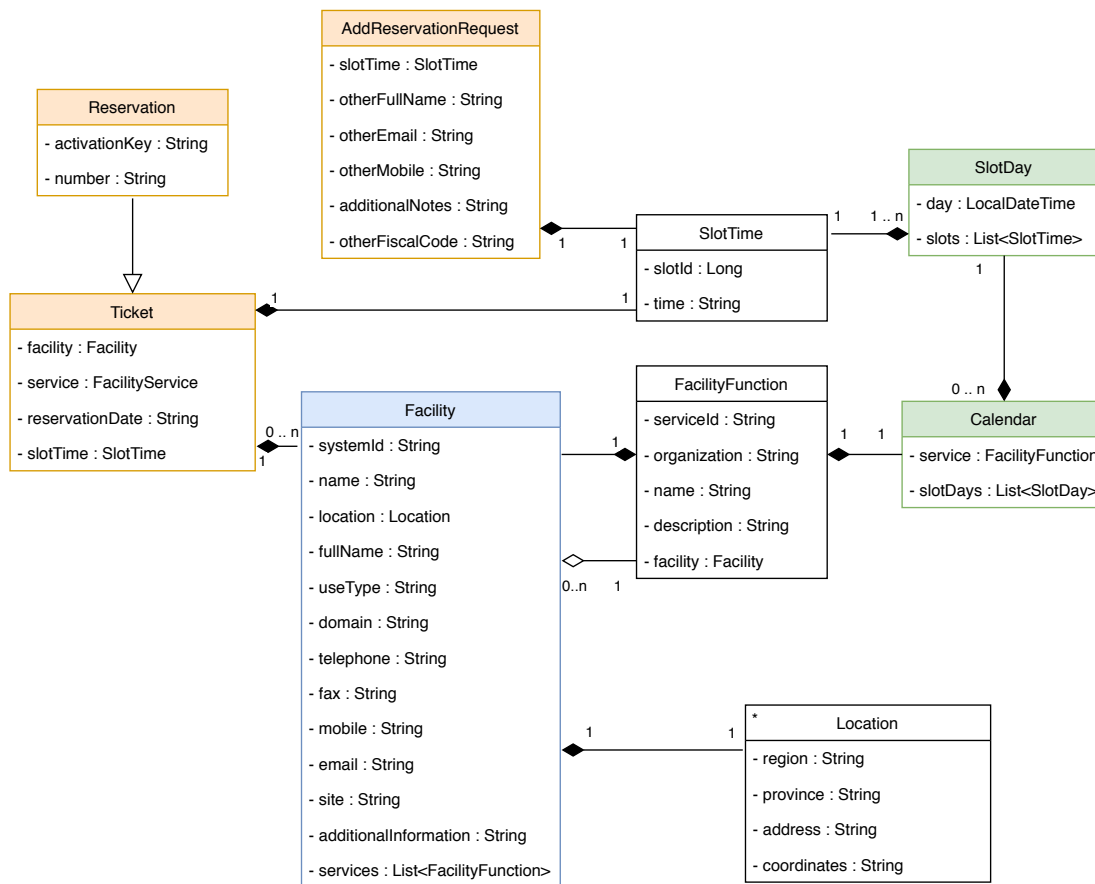 AddReservationRequest
- slotTime : SlotTime
- otherFullName : String
- otherEmail : String
- otherMobile : String
- additionalNotes : String
- otherFiscalCode : String
Reservation
- activationKey : String
- number : String
SlotDay
- day : LocalDateTime
- slots : List<SlotTime>
1
1 .. n
1
1
1
SlotTime
- slotId : Long
- time : String
1
1
Ticket
- facility : Facility
- service : FacilityService
- reservationDate : String
- slotTime : SlotTime
0 .. n
1
0 .. n
Facility
- systemId : String
- name : String
- location : Location
- fullName : String
- useType : String
- domain : String
- telephone : String
- fax : String
- mobile : String
- email : String
- site : String
- additionalInformation : String
- services : List<FacilityFunction>
1
0..n
1
FacilityFunction
- serviceId : String
- organization : String
- name : String
- description : String
- facility : Facility
1
1
Calendar
- service : FacilityFunction
- slotDays : List<SlotDay>
1
1
*
Location
- region : String
- province : String
- address : String
- coordinates : String